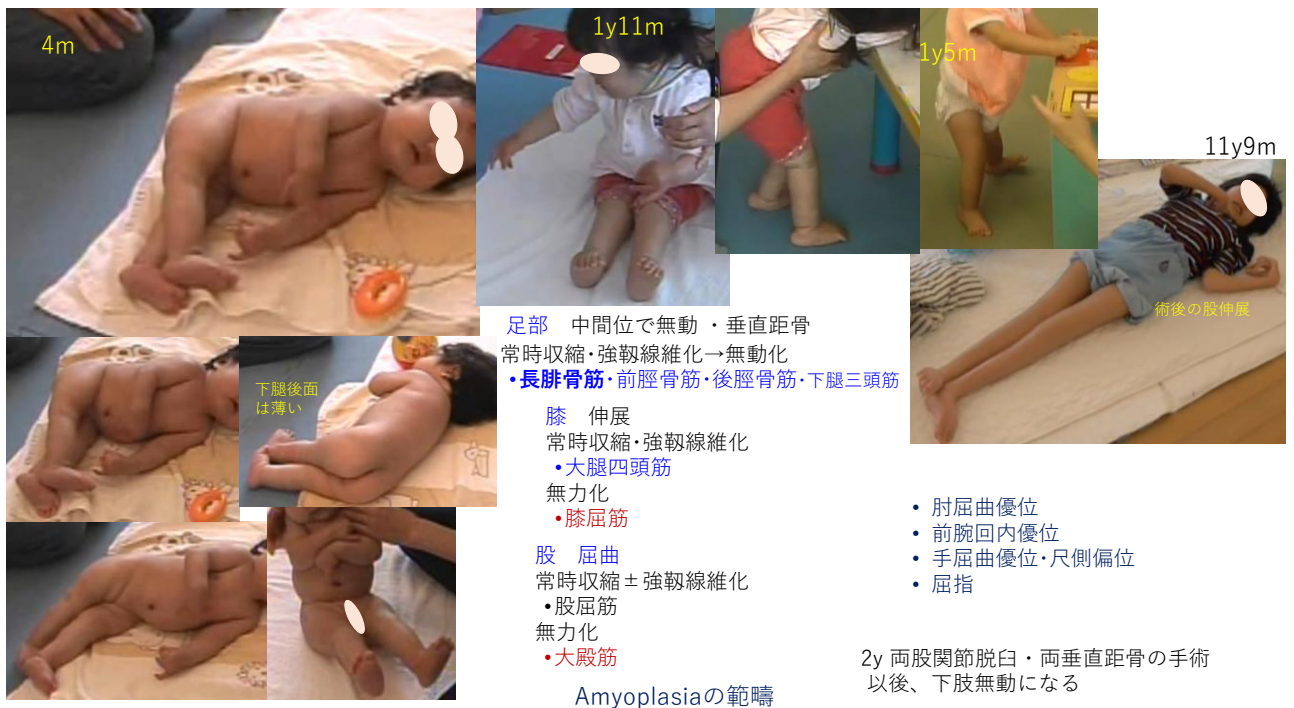 4m
1y11m
1y5m
11y9m
術後の股伸展
下腿後面
は薄い
足部　中間位で無動 ・垂直距骨
常時収縮・強靱線維化→無動化
•長腓骨筋・前脛骨筋・後脛骨筋・下腿三頭筋
膝　伸展
常時収縮・強靱線維化
•大腿四頭筋
無力化
•膝屈筋
股　屈曲
常時収縮±強靱線維化
•股屈筋
無力化
•大殿筋
Amyoplasiaの範疇
• 肘屈曲優位
• 前腕回内優位
• 手屈曲優位・尺側偏位
• 屈指
2y 両股関節脱臼・両垂直距骨の手術
以後、下肢無動になる